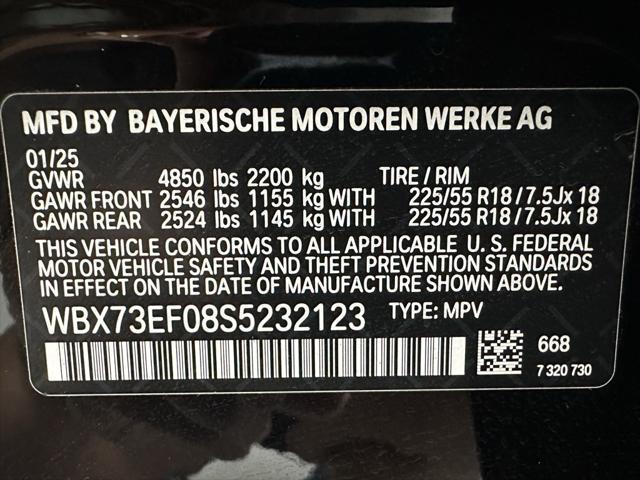 MFD BY BAYERISCHE MOTOREN WERKE AG
01/25
GVWR 4850 lbs 2200 kg TIRE / RIM
GAWR FRONT 2546 lbs 1155 kg WITH 225/55 R18 / 7.5Jx 18
GAWR REAR 2524 lbs 1145 kg WITH 225/55 R18 / 7.5Jx 18
THIS VEHICLE CONFORMS TO ALL APPLICABLE U. S. FEDERAL
MOTOR VEHICLE SAFETY AND THEFT PREVENTION STANDARDS
IN EFFECT ON THE DATE OF MANUFACTURE SHOWN ABOVE.
WBX73EF08S5232123 TYPE: MPV
668
7 320 730